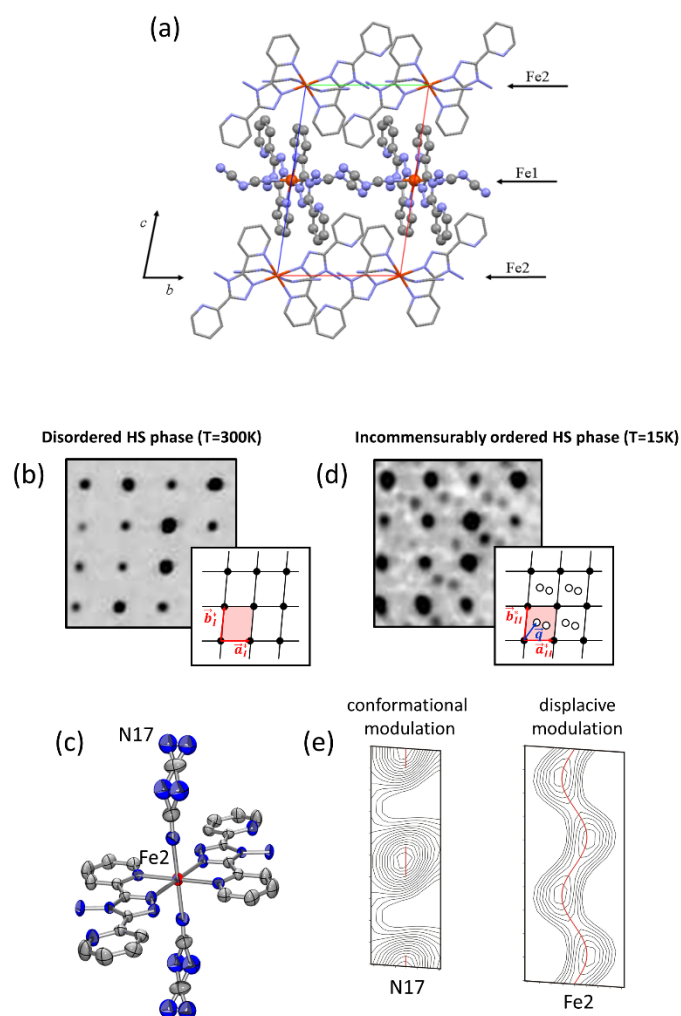 (a)
Fe2
Fe1
c
b
Fe2
Disordered HS phase (T=300K)
Incommensurably ordered HS phase (T=15K)
(b)
(d)
(c)
N17
Fe2
(e)
conformational
modulation
displacive
modulation
N17
Fe2